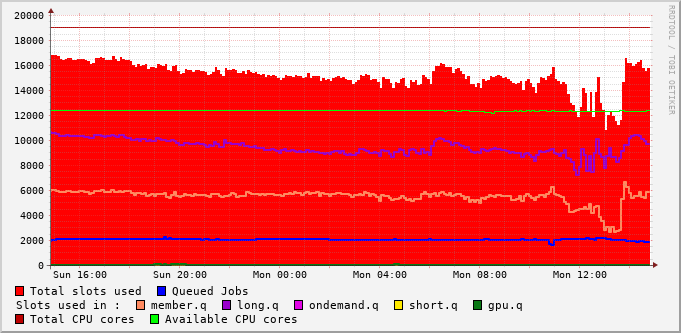 RRDTOOL / TOBI OETIKER
20000
18000
16000
14000
12000
10000
8000
6000
4000
2000
0
Sun 16:00 Sun 20:00 Mon 00:00 Mon 04:00 Mon 08:00 Mon 12:00
Total slots used Queued Jobs
Slots used in : member.q long.q ondemand.q short.q gpu.q
Total CPU cores Available CPU cores